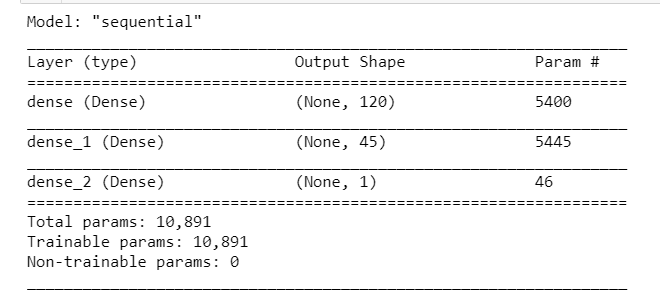 Model: "sequential"
Layer (type) Output Shape Param #
dense (Dense) (None, 120) 5400
dense_1 (Dense) (None, 45) 5445
dense_2 (Dense) (None, 1) 46
Total params: 10,891
Trainable params: 10,891
Non-trainable params: 0